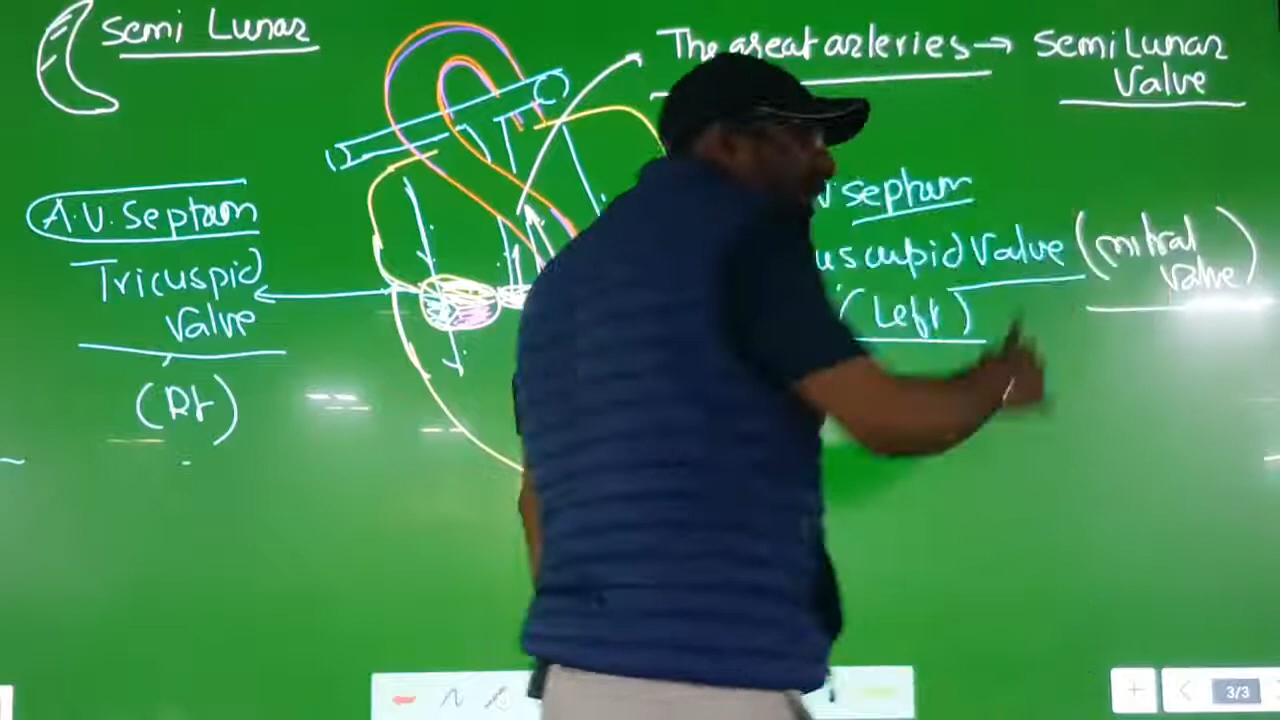 Semi Lunar
The great arteries → Semi Lunar
Valve
A.V. Septum
Tricuspid
Valve
(Rt)
septum
Valve (mitral
valve)
(Left)
3/3